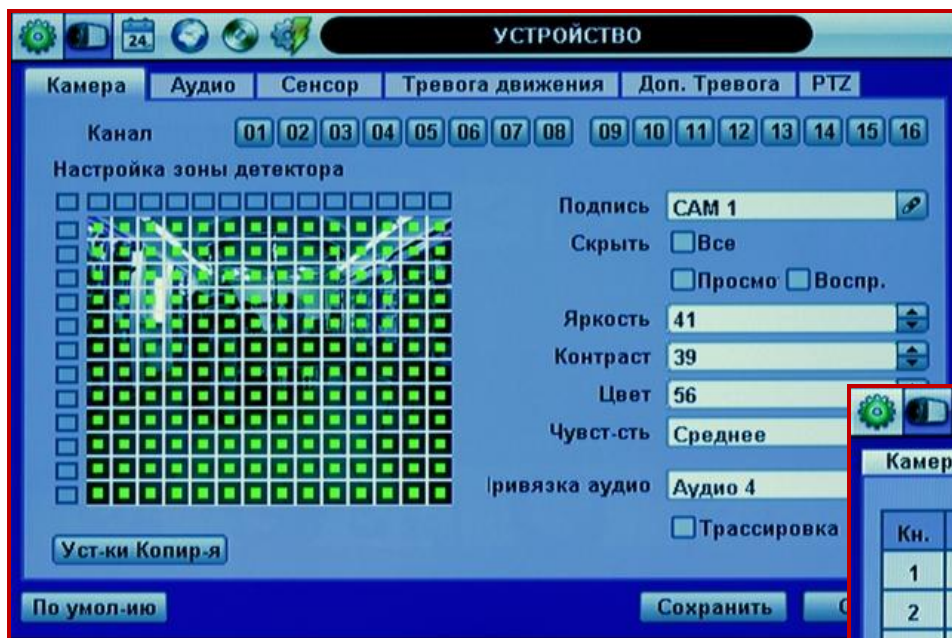 24
УСТРОЙСТВО
Камера Аудио Сенсор Тревога движения Доп. Тревога PTZ
Канал 01 02 03 04 05 06 07 08 09 10 11 12 13 14 15 16
Настройка зоны детектора
Подпись CAM 1
Скрыть Все
Просмо Воспр.
Яркость 41
Контраст 39
Цвет 56
Чувст-сть Среднее
Привязка аудио Аудио 4
Трассировка
Уст-ки Копир-я
По умол-ию Сохранить
Камер
Кн.
1
2